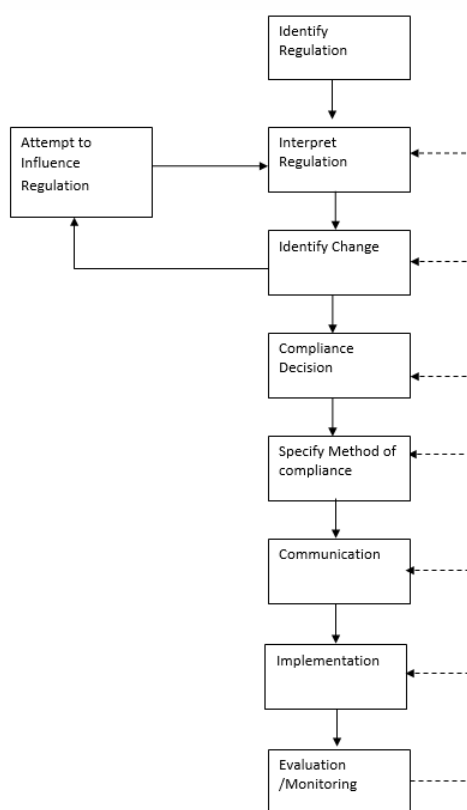 Identify
Regulation
Attempt to
Influence
Regulation
Interpret
Regulation
Identify Change
Compliance
Decision
Specify Method of
compliance
Communication
Implementation
Evaluation
/Monitoring